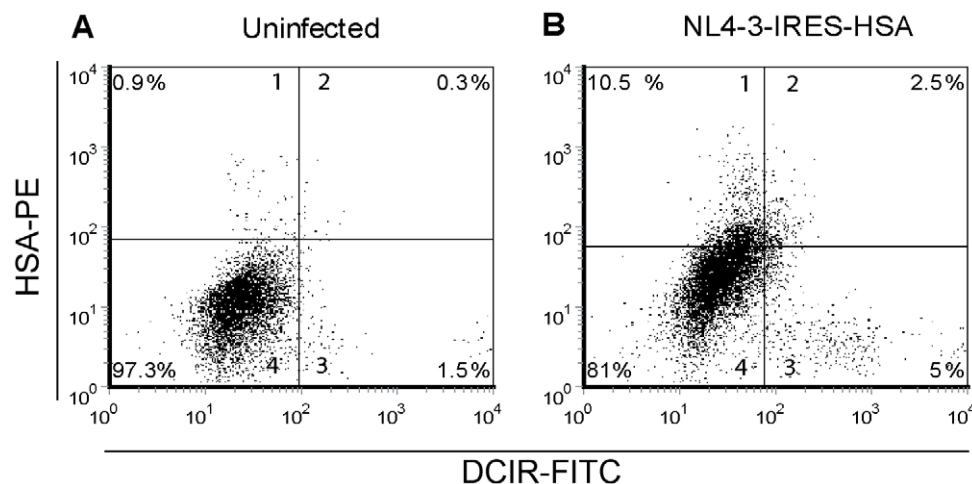 A Uninfected
B NL4-3-IRES-HSA
HSA-PE
10^4
10^3
10^2
10^1
10^0
0.9% 1 2 0.3%
97.3% 4 3 1.5%
10^0 10^1 10^2 10^3 10^4
10^4
10^3
10^2
10^1
10^0
10.5 % 1 2 2.5%
81% 4 3 5%
10^0 10^1 10^2 10^3 10^4
DCIR-FITC